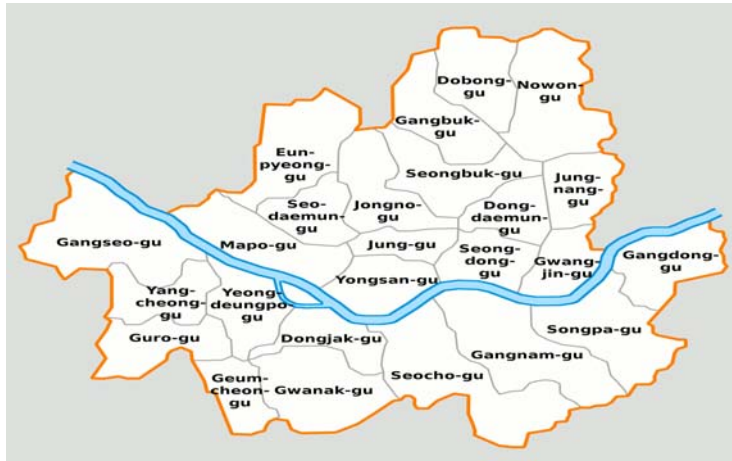 Dobong-
gu
Nowon-
gu
Gangbuk-
gu
Eun-
pyeong-
gu
Seongbuk-gu
Jung-
nang-
gu
Seo-
daemun-
gu
Jongno-
gu
Dong-
daemun-
gu
Gangseo-gu
Mapo-gu
Jung-gu
Seong-
dong-
gu
Gwang-
jin-gu
Gangdong-
gu
Yang-
cheong-
gu
Yeong-
deungpo-
gu
Yongsan-gu
Guro-gu
Dongjak-gu
Songpa-gu
Gangnam-gu
Geum-
cheon-
gu
Gwanak-gu
Seocho-gu